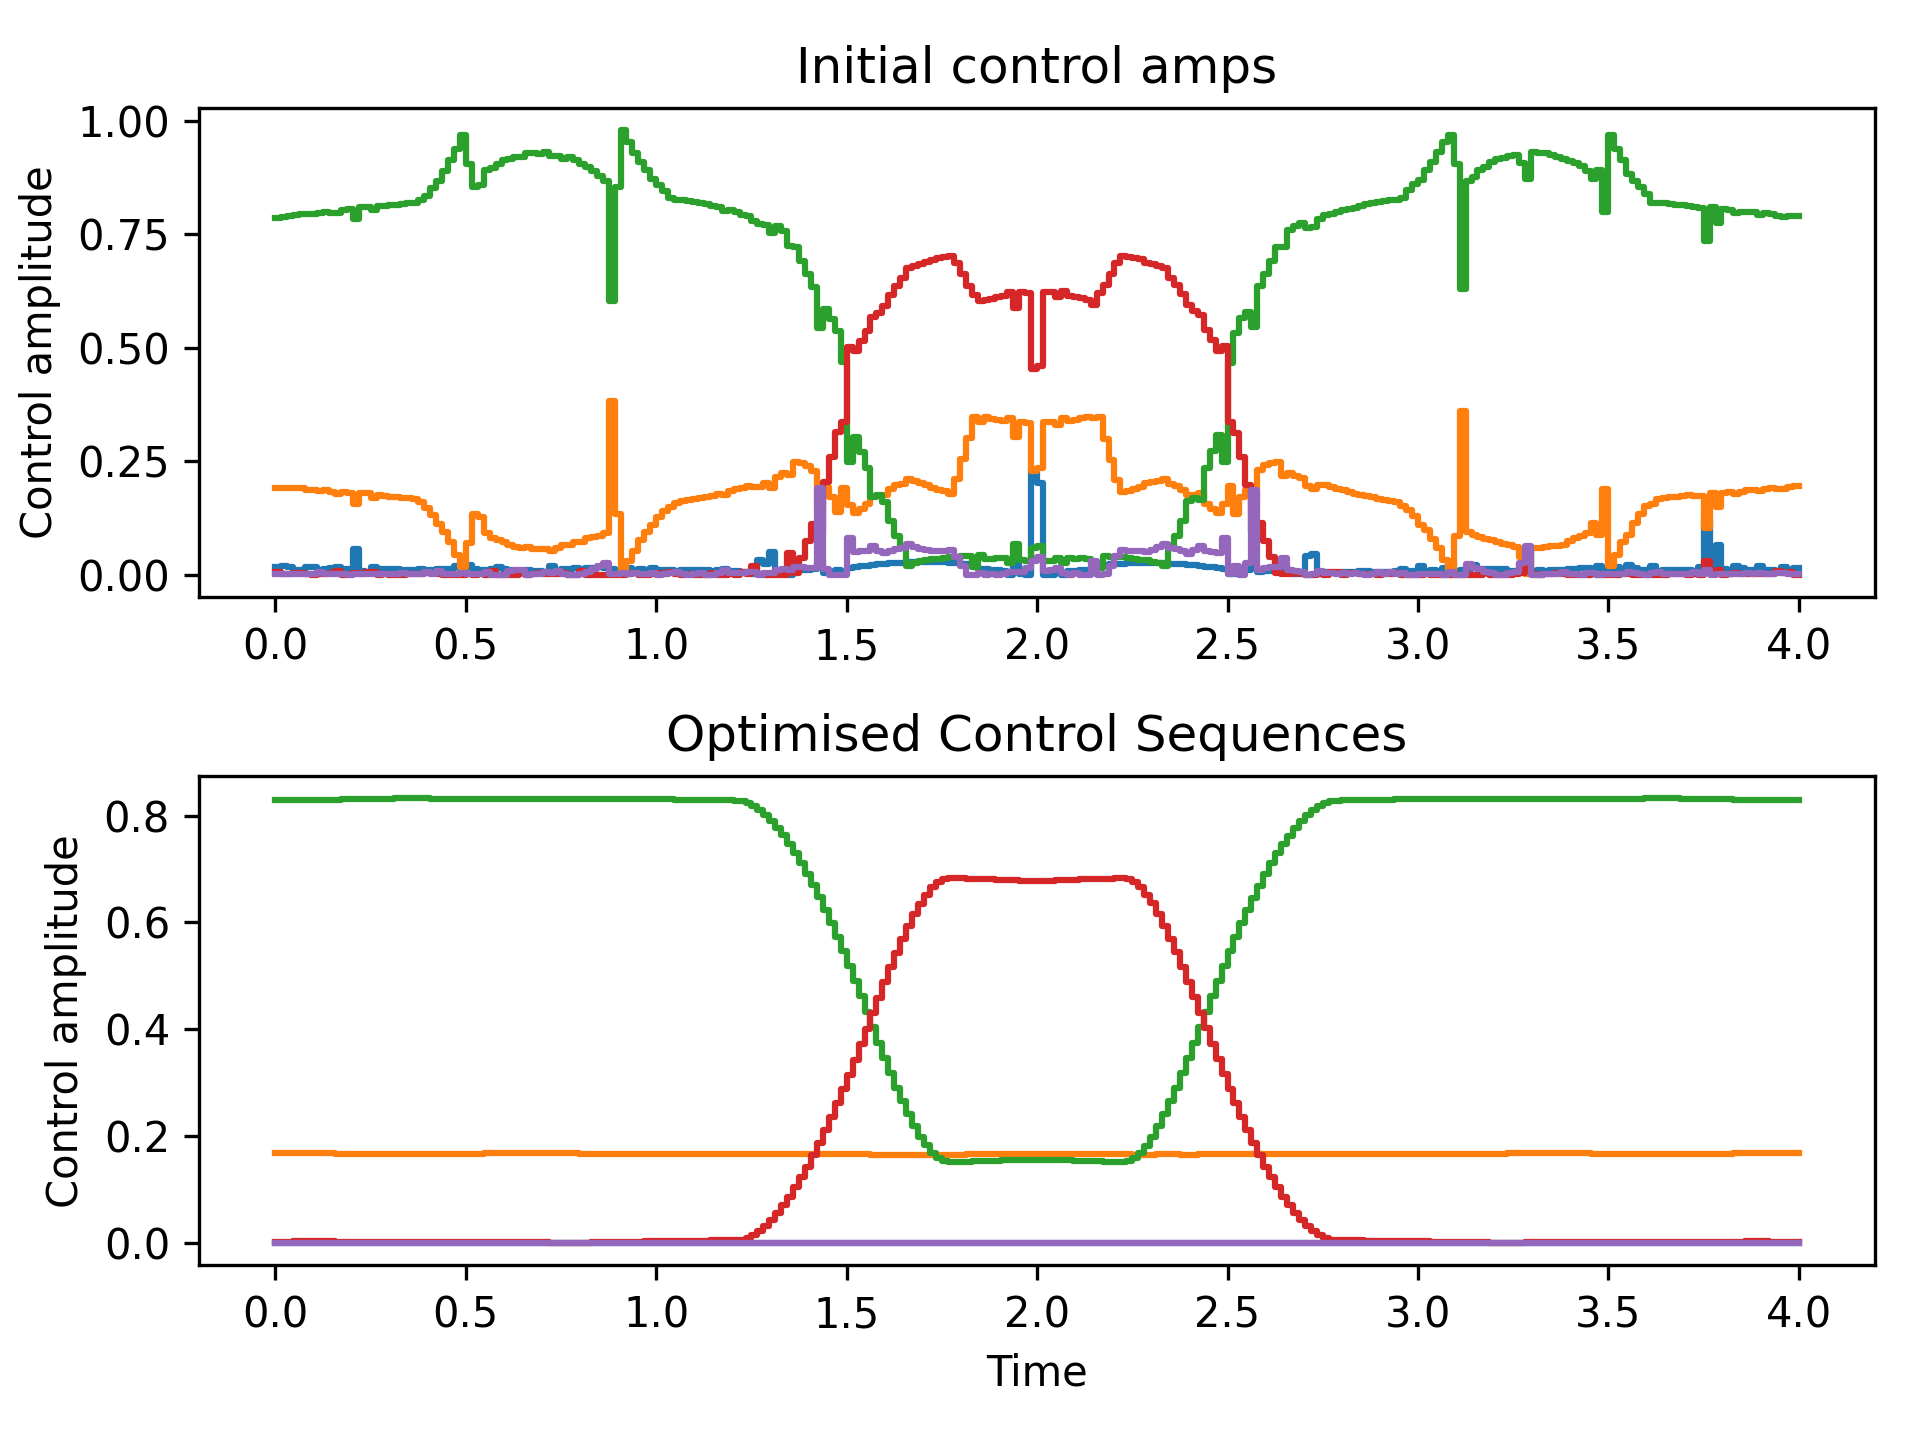 Initial control amps
Control amplitude
1.00
0.75
0.50
0.25
0.00
0.0 0.5 1.0 1.5 2.0 2.5 3.0 3.5 4.0
Optimised Control Sequences
Control amplitude
0.8
0.6
0.4
0.2
0.0
0.0 0.5 1.0 1.5 2.0 2.5 3.0 3.5 4.0
Time